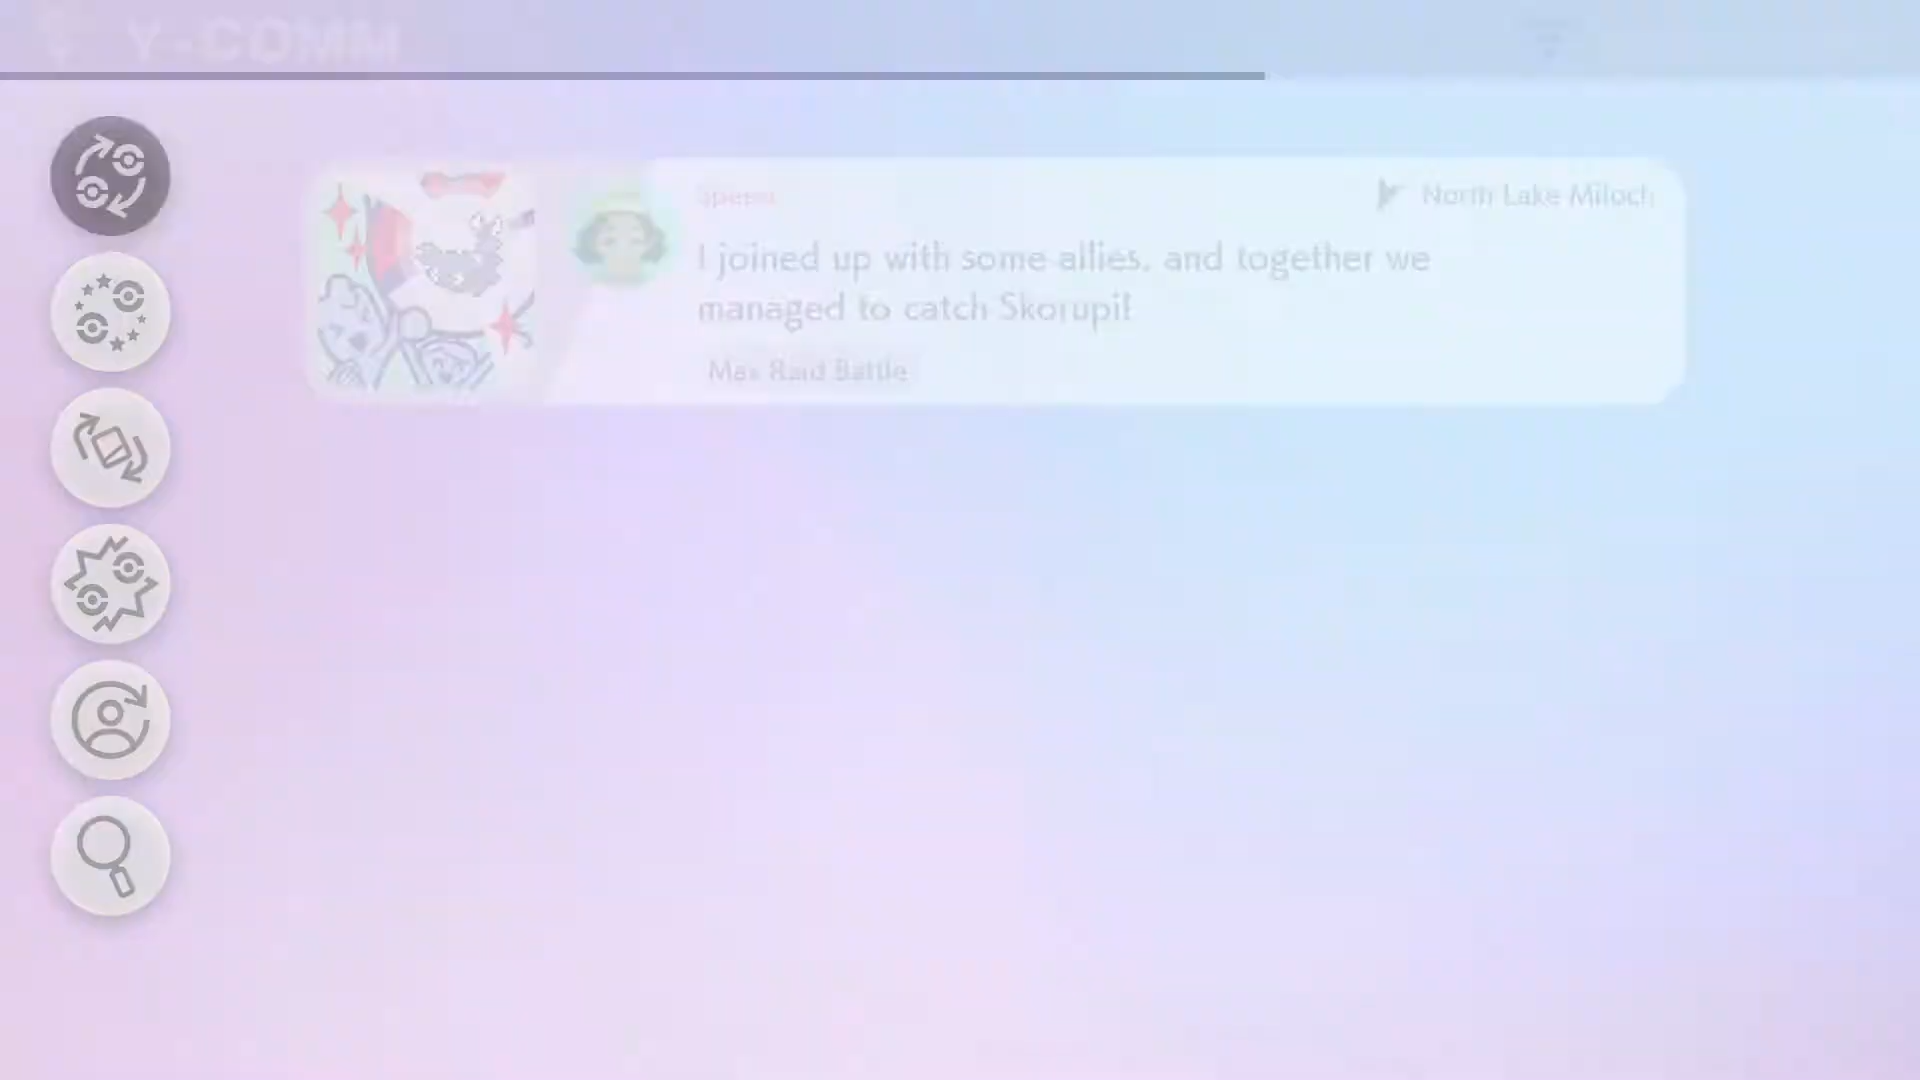 Y-COMM
North Lake Miloch
I joined up with some allies, and together we
managed to catch Skorupi!
Max Raid Battle